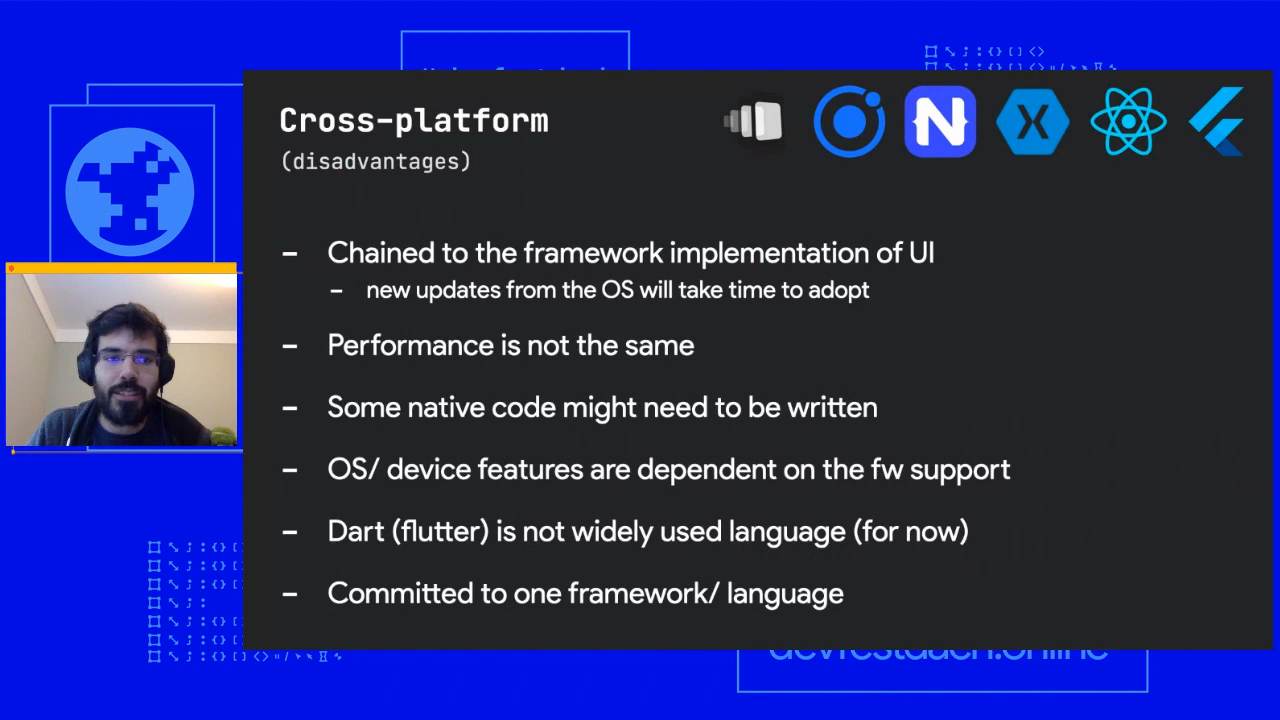 Cross-platform
(disadvantages)
- Chained to the framework implementation of UI
- new updates from the OS will take time to adopt
- Performance is not the same
- Some native code might need to be written
- OS/ device features are dependent on the fw support
- Dart (flutter) is not widely used language (for now)
- Committed to one framework/ language